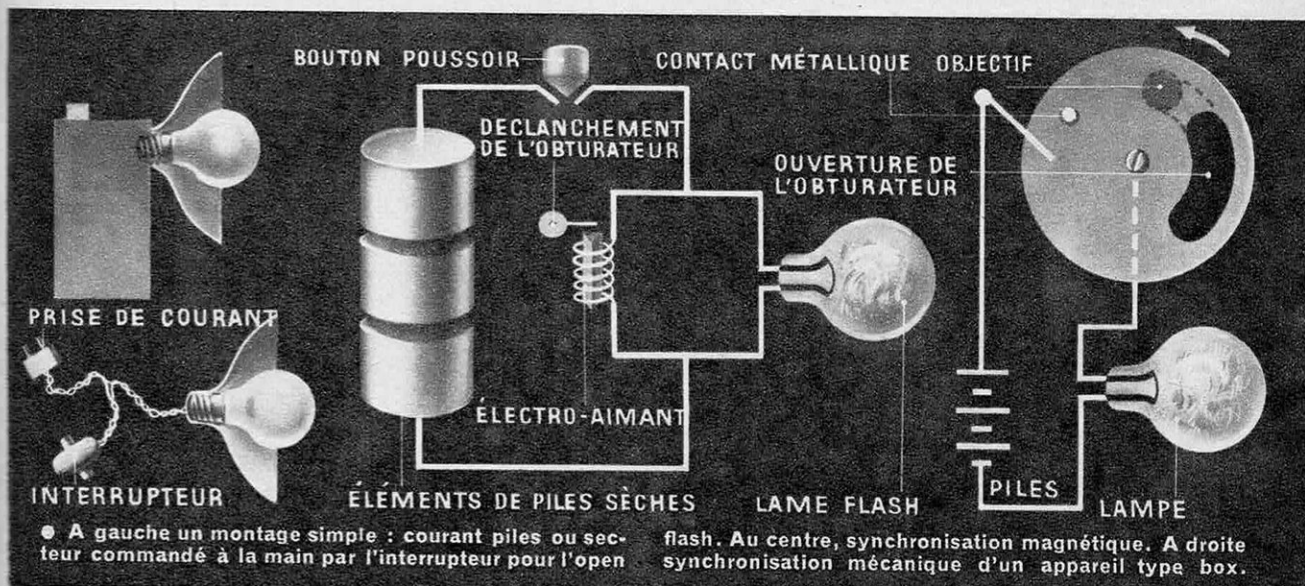 BOUTON POUSSOIR
CONTACT MÉTALLIQUE
OBJECTIF
DECLANCHEMENT
DE L'OBTURATEUR
OUVERTURE DE
L'OBTURATEUR
PRISE DE COURANT
ÉLECTRO-AIMANT
INTERRUPTEUR
ÉLÉMENTS DE PILES SÈCHES
LAME FLASH
PILES
LAMPE
● A gauche un montage simple : courant piles ou sec-
teur commandé à la main par l'interrupteur pour l'open
flash. Au centre, synchronisation magnétique. A droite
synchronisation mécanique d'un appareil type box.